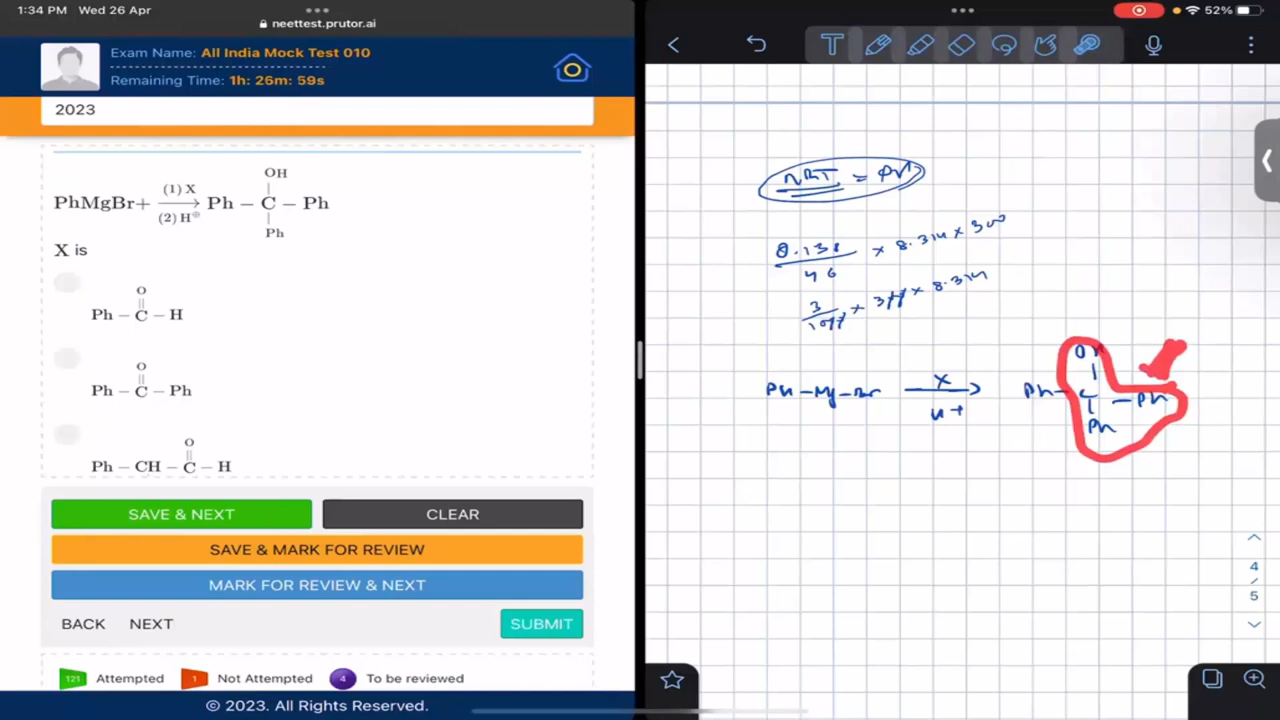 1:34 PM Wed 26 Apr
neettest.prutor.ai
52%
Exam Name: All India Mock Test 010
Remaining Time: 1h: 26m: 59s
2023
OH
(1) X
PhMgBr+ → Ph – C – Ph
(2) H⊕
Ph
X is
O
Ph – C – H
O
Ph – C – Ph
O
Ph – CH – C – H
SAVE & NEXT CLEAR
SAVE & MARK FOR REVIEW
MARK FOR REVIEW & NEXT
BACK NEXT SUBMIT
121 Attempted 1 Not Attempted 4 To be reviewed
© 2023. All Rights Reserved.
T
nRT = PV
0.138 × 8.314 × 300
46
3 × 3 × 8.314
OH
X
Ph–Mg–Br → Ph– C –Ph
H+
Ph
4
/
5